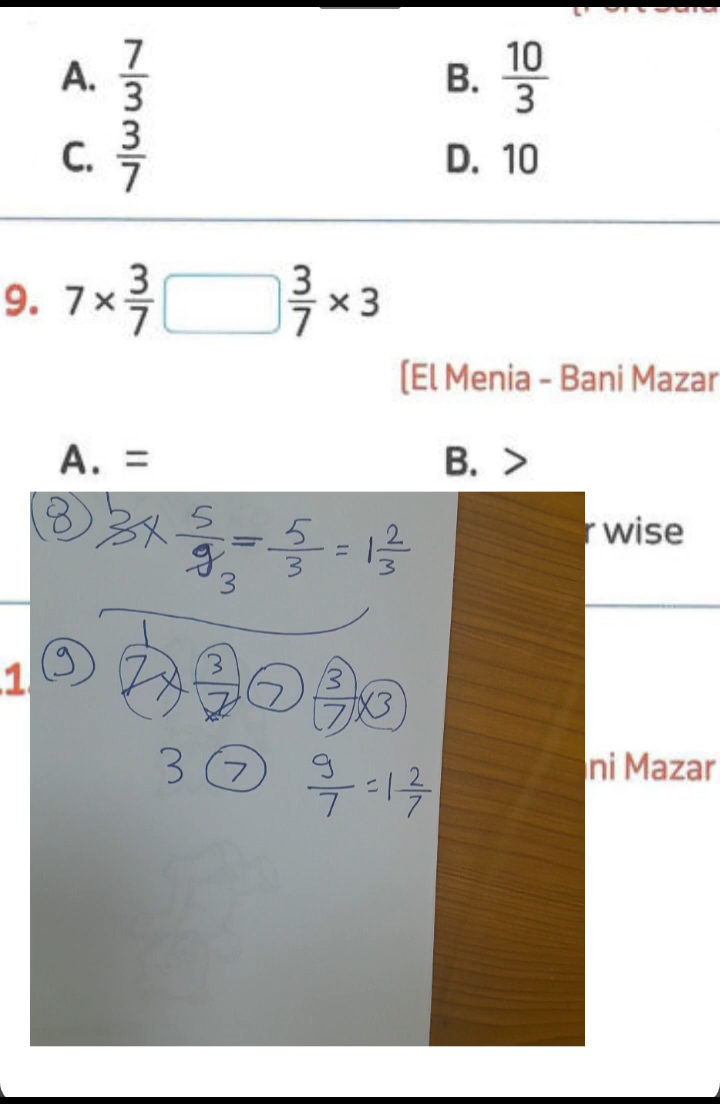 A. 7/3 B. 10/3
C. 3/7 D. 10
9. 7 × 3/7 3/7 × 3
(El Menia - Bani Mazar
A. = B. >
wise
(8) 3 × 5/9 3 = 5/3 = 1 2/3
(9) 7 1 × 3/7 > 3/7 × 3
3 > 9/7 = 1 2/7
ni Mazar